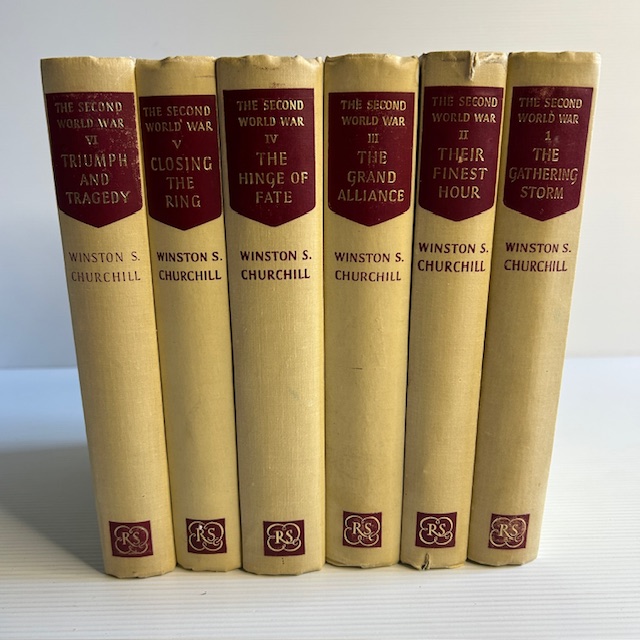 THE SECOND
WORLD WAR
VI
TRIUMPH
AND
TRAGEDY
WINSTON S.
CHURCHILL
RS
THE SECOND
WORLD WAR
V
CLOSING
THE
RING
WINSTON S.
CHURCHILL
RS
THE SECOND
WORLD WAR
IV
THE
HINGE OF
FATE
WINSTON S.
CHURCHILL
RS
THE SECOND
WORLD WAR
III
THE
GRAND
ALLIANCE
WINSTON S.
CHURCHILL
RS
THE SECOND
WORLD WAR
II
THEIR
FINEST
HOUR
WINSTON S.
CHURCHILL
RS
THE SECOND
WORLD WAR
1
THE
GATHERING
STORM
WINSTON S.
CHURCHILL
RS